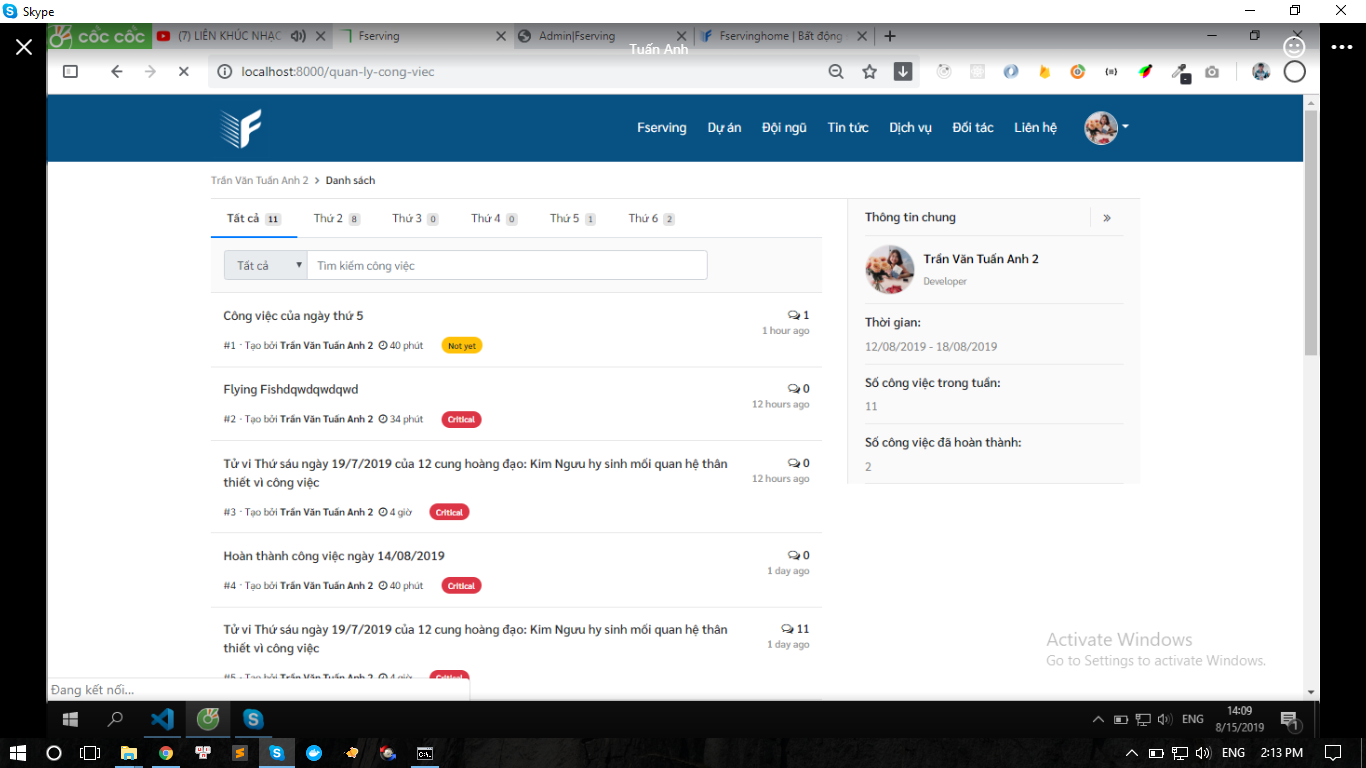 Skype
cốc cốc
(7) LIÊN KHÚC NHẠC
Fserving
Admin|Fserving
Fservinghome | Bất động
Tuấn Anh
localhost:8000/quan-ly-cong-viec
Fserving
Dự án
Đội ngũ
Tin tức
Dịch vụ
Đối tác
Liên hệ
Trần Văn Tuấn Anh 2 > Danh sách
Tất cả 11
Thứ 2 8
Thứ 3 0
Thứ 4 0
Thứ 5 1
Thứ 6 2
Tất cả
Tìm kiếm công việc
Công việc của ngày thứ 5
1
1 hour ago
#1 · Tạo bởi Trần Văn Tuấn Anh 2 40 phút Not yet
Flying Fishdqwdqwdqwd
0
12 hours ago
#2 · Tạo bởi Trần Văn Tuấn Anh 2 34 phút Critical
Tử vi Thứ sáu ngày 19/7/2019 của 12 cung hoàng đạo: Kim Ngưu hy sinh mối quan hệ thân
thiết vì công việc
0
12 hours ago
#3 · Tạo bởi Trần Văn Tuấn Anh 2 4 giờ Critical
Hoàn thành công việc ngày 14/08/2019
0
1 day ago
#4 · Tạo bởi Trần Văn Tuấn Anh 2 40 phút Critical
Tử vi Thứ sáu ngày 19/7/2019 của 12 cung hoàng đạo: Kim Ngưu hy sinh mối quan hệ thân
thiết vì công việc
11
1 day ago
#5 · Tạo bởi Trần Văn Tuấn Anh 2 4 giờ Critical
Thông tin chung
»
Trần Văn Tuấn Anh 2
Developer
Thời gian:
12/08/2019 - 18/08/2019
Số công việc trong tuần:
11
Số công việc đã hoàn thành:
2
Activate Windows
Go to Settings to activate Windows.
Đang kết nối...
ENG
14:09
8/15/2019
1
ENG
2:13 PM